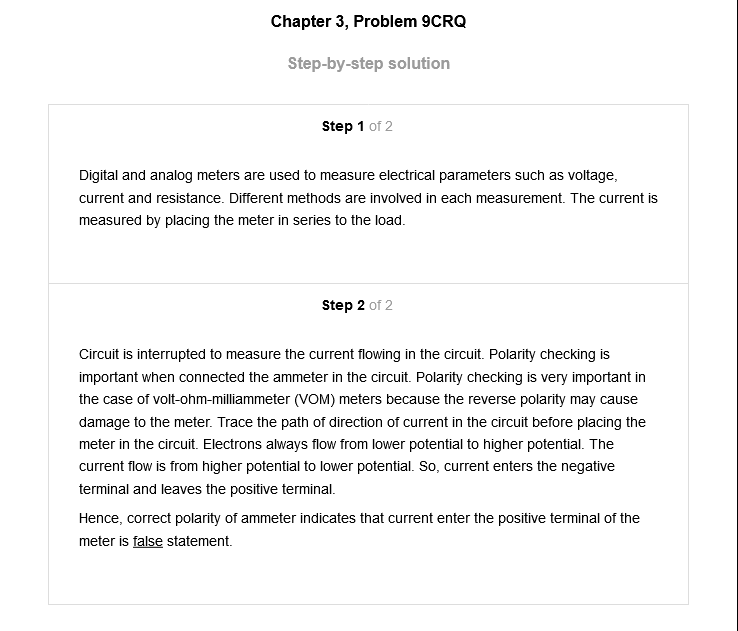 Chapter 3, Problem 9CRQ
Step-by-step solution
Step 1 of 2
Digital and analog meters are used to measure electrical parameters such as voltage,
current and resistance. Different methods are involved in each measurement. The current is
measured by placing the meter in series to the load.
Step 2 of 2
Circuit is interrupted to measure the current flowing in the circuit. Polarity checking is
important when connected the ammeter in the circuit. Polarity checking is very important in
the case of volt-ohm-milliammeter (VOM) meters because the reverse polarity may cause
damage to the meter. Trace the path of direction of current in the circuit before placing the
meter in the circuit. Electrons always flow from lower potential to higher potential. The
current flow is from higher potential to lower potential. So, current enters the negative
terminal and leaves the positive terminal.
Hence, correct polarity of ammeter indicates that current enter the positive terminal of the
meter is false statement.